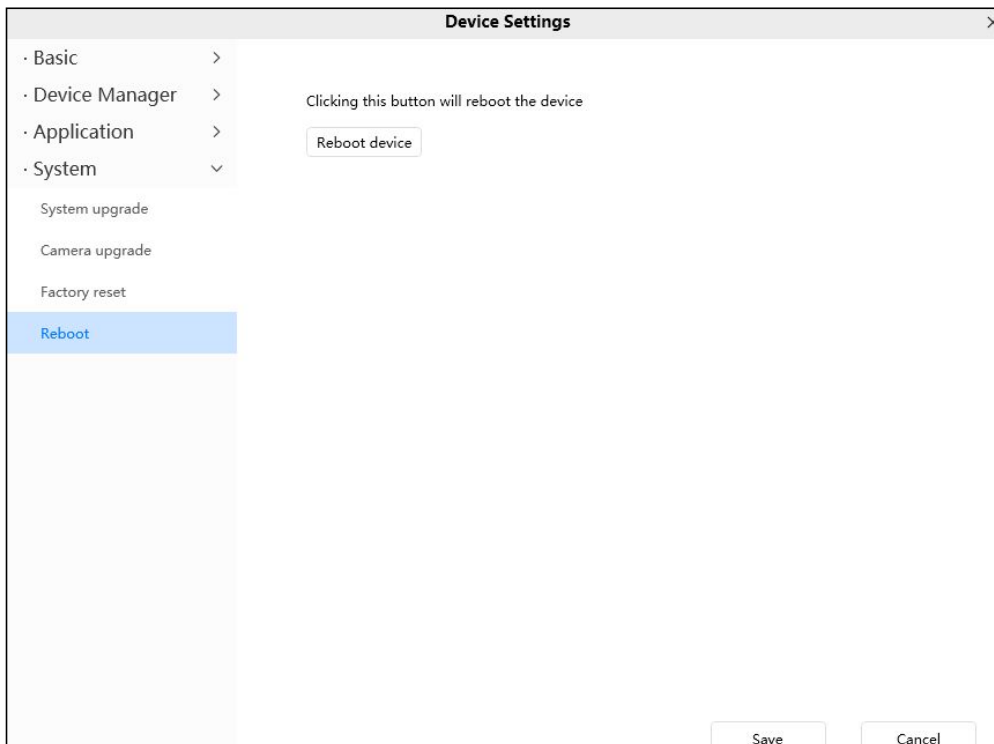 Device Settings
· Basic
· Device Manager
· Application
· System
System upgrade
Camera upgrade
Factory reset
Reboot
Clicking this button will reboot the device
Reboot device
Save
Cancel